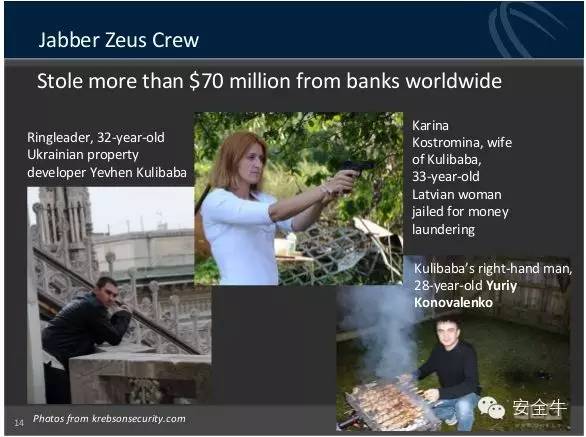 Jabber Zeus Crew
Stole more than $70 million from banks worldwide
Ringleader, 32-year-old
Ukrainian property
developer Yevhen Kulibaba
Karina
Kostromina, wife
of Kulibaba,
33-year-old
Latvian woman
jailed for money
laundering
Kulibaba's right-hand man,
28-year-old Yuriy
Konovalenko
14
Photos from krebsonsecurity.com
安全牛